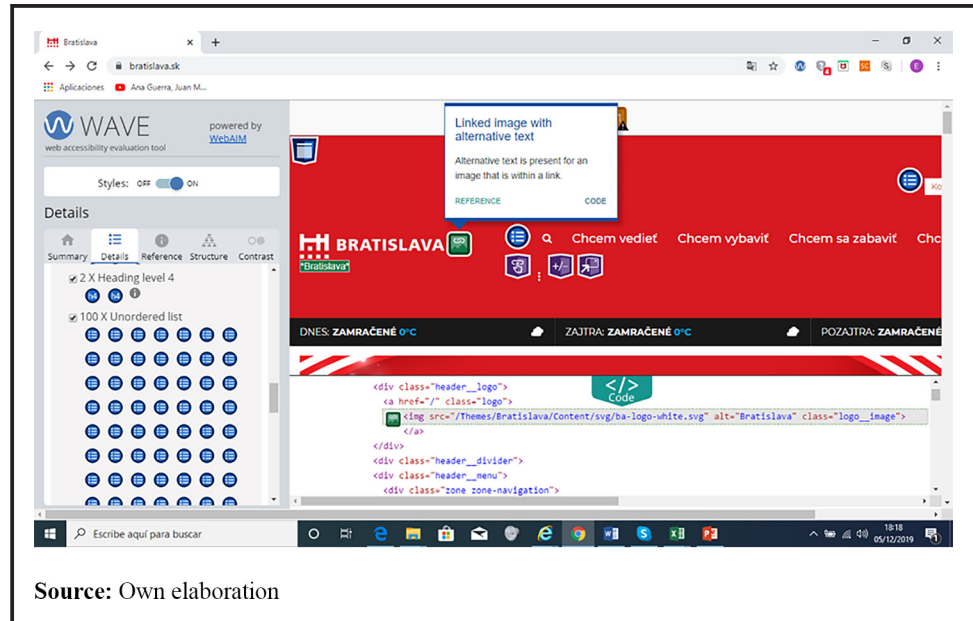 Bratislava
bratislava.sk
Aplicaciones Ana Guerra, Juan M...
WAVE
web accessibility evaluation tool
powered by
WebAIM
Styles: OFF ON
Details
Summary Details Reference Structure Contrast
2 X Heading level 4
h4 h4
100 X Unordered list
Linked image with
alternative text
Alternative text is present for an
image that is within a link.
REFERENCE CODE
BRATISLAVA
*Bratislava*
Chcem vedieť Chcem vybaviť Chcem sa zabaviť Chc
Ko
DNES: ZAMRAČENÉ 0°C ZAJTRA: ZAMRAČENÉ 0°C POZAJTRA: ZAMRAČENÉ
</>
Code
<div class="header__logo">
<a href="/" class="logo">
<img src="/Themes/Bratislava/Content/svg/ba-logo-white.svg" alt="Bratislava" class="logo__image">
</a>
</div>
<div class="header__divider">
<div class="header__menu">
<div class="zone zone-navigation">
Escribe aquí para buscar
18:18
05/12/2019
Source: Own elaboration